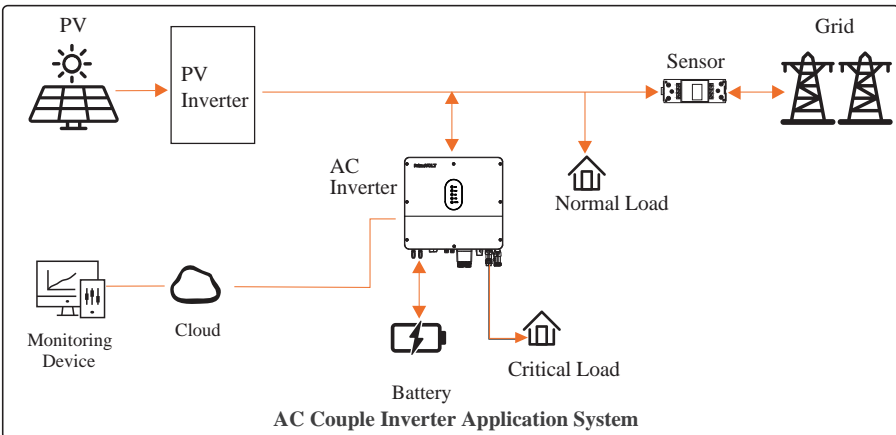 PV
Grid
Sensor
PV
Inverter
AC
Inverter
Normal Load
Cloud
Monitoring
Device
Critical Load
Battery
AC Couple Inverter Application System